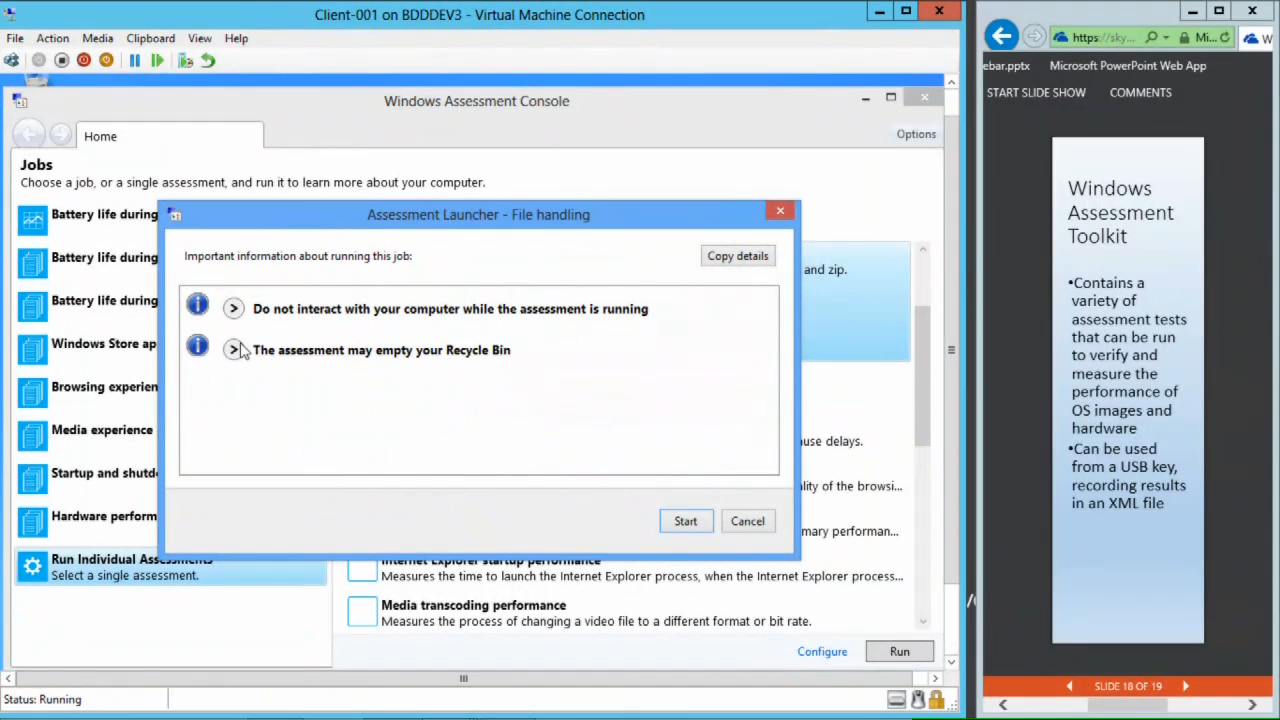 Client-001 on BDDDEV3 - Virtual Machine Connection
File Action Media Clipboard View Help
Windows Assessment Console
Home
Options
Jobs
Choose a job, or a single assessment, and run it to learn more about your computer.
Battery life during
Battery life during
Battery life during
Windows Store ap
Browsing experien
Media experience
Startup and shutd
Hardware perform
Run Individual Assessments
Select a single assessment.
and zip.
ause delays.
ality of the browsi...
mary performan...
Internet Explorer startup performance
Measures the time to launch the Internet Explorer process, when the Internet Explorer process...
Media transcoding performance
Measures the process of changing a video file to a different format or bit rate.
Configure
Run
Assessment Launcher - File handling
Important information about running this job:
Copy details
Do not interact with your computer while the assessment is running
The assessment may empty your Recycle Bin
Start
Cancel
Status: Running
https://sky...
Mi...
W
ebar.pptx
Microsoft PowerPoint Web App
START SLIDE SHOW
COMMENTS
Windows
Assessment
Toolkit
•Contains a
variety of
assessment tests
that can be run
to verify and
measure the
performance of
OS images and
hardware
•Can be used
from a USB key,
recording results
in an XML file
SLIDE 18 OF 19